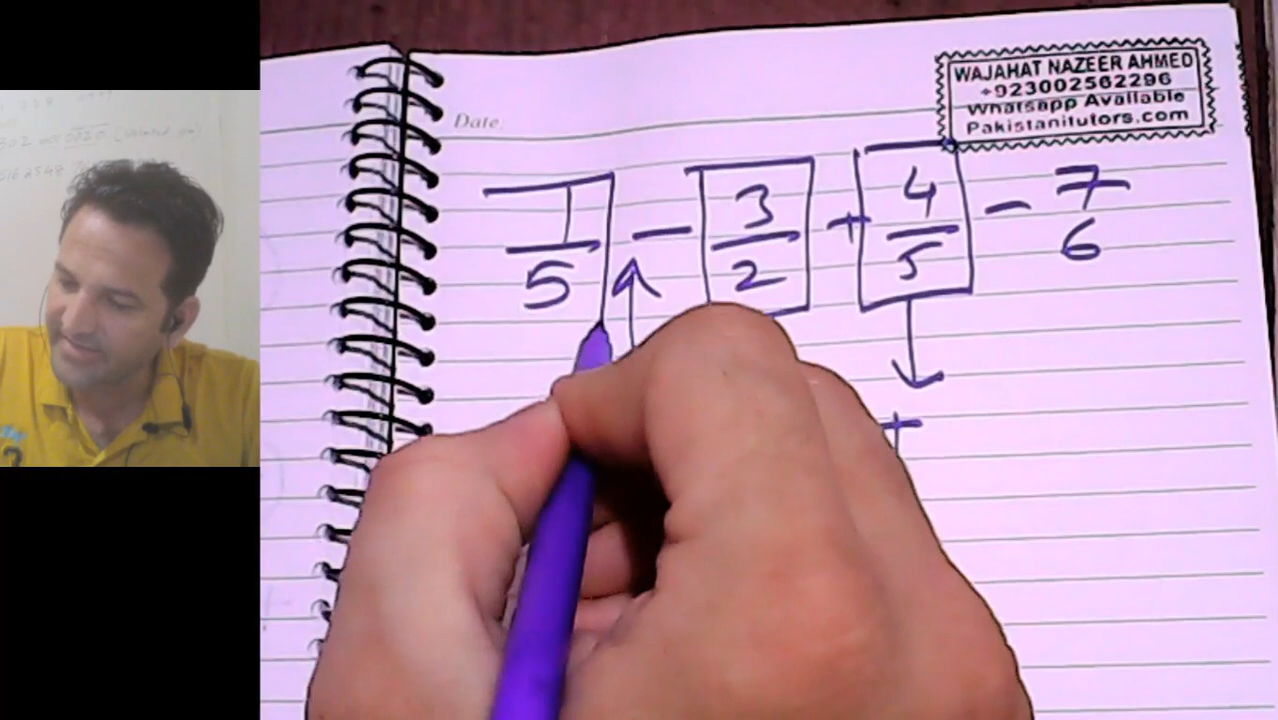 WAJAHAT NAZEER AHMED
+923002562296
Whatsapp Available
Pakistanitutors.com
Date
1/5 - 3/2 + 4/5 - 7/6
+